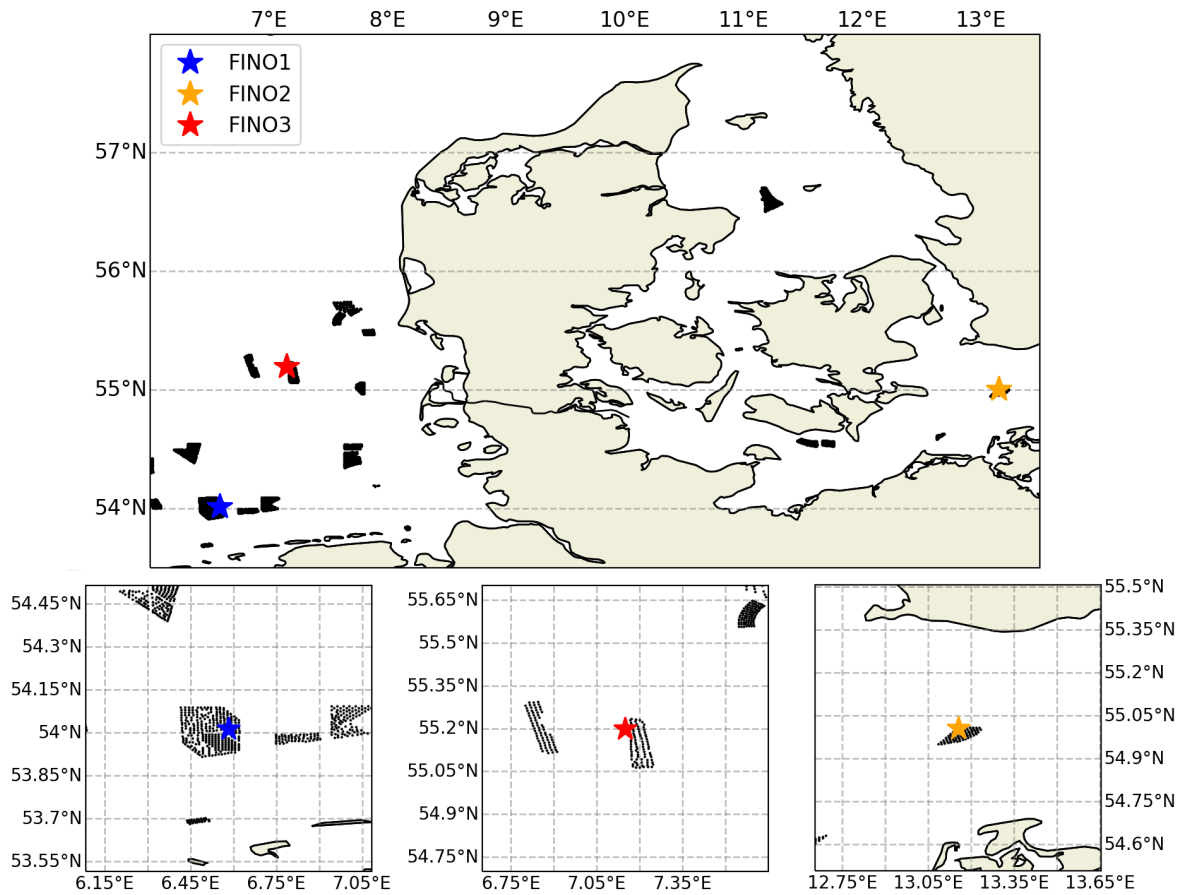 7°E 8°E 9°E 10°E 11°E 12°E 13°E
FINO1
FINO2
FINO3
57°N
56°N
55°N
54°N
54.45°N
54.3°N
54.15°N
54°N
53.85°N
53.7°N
53.55°N
6.15°E 6.45°E 6.75°E 7.05°E
55.65°N
55.5°N
55.35°N
55.2°N
55.05°N
54.9°N
54.75°N
6.75°E 7.05°E 7.35°E
55.5°N
55.35°N
55.2°N
55.05°N
54.9°N
54.75°N
54.6°N
12.75°E 13.05°E 13.35°E 13.65°E